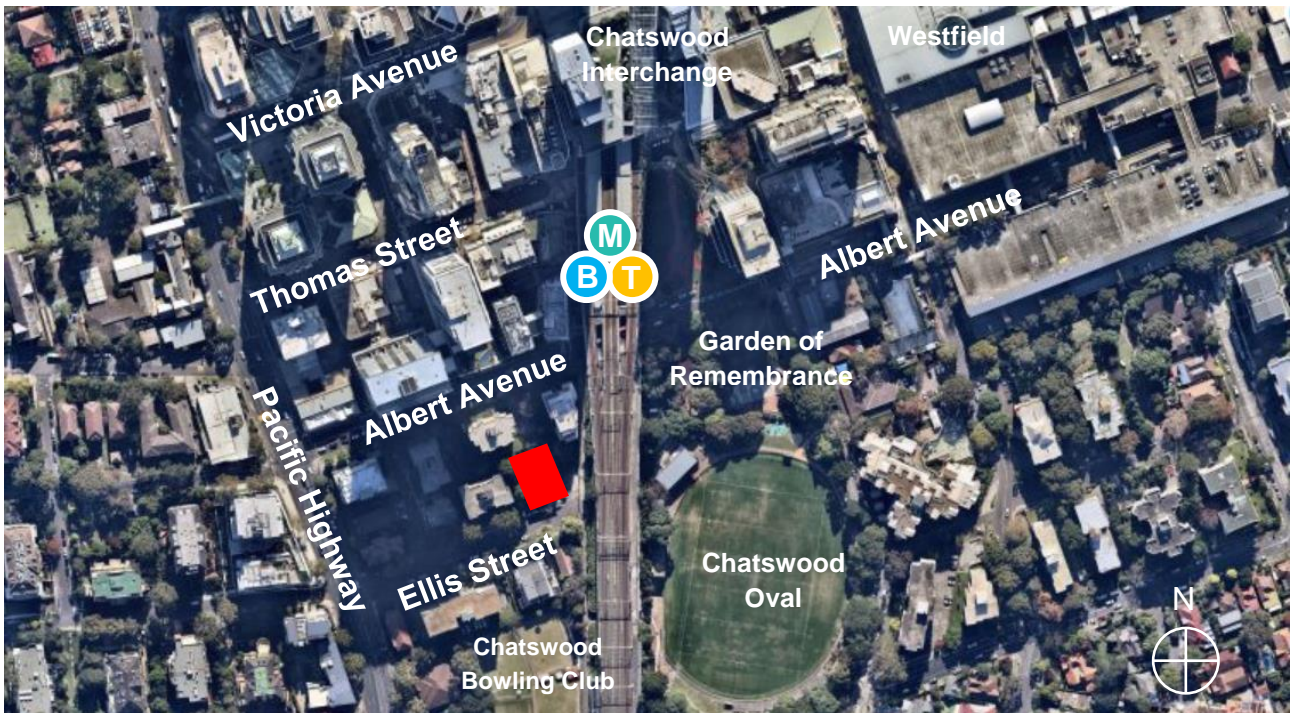 Chatswood
Interchange
Westfield
Victoria Avenue
Albert Avenue
M
B T
Thomas Street
Garden of
Remembrance
Albert Avenue
Pacific Highway
Ellis Street
Chatswood
Oval
N
Chatswood
Bowling Club